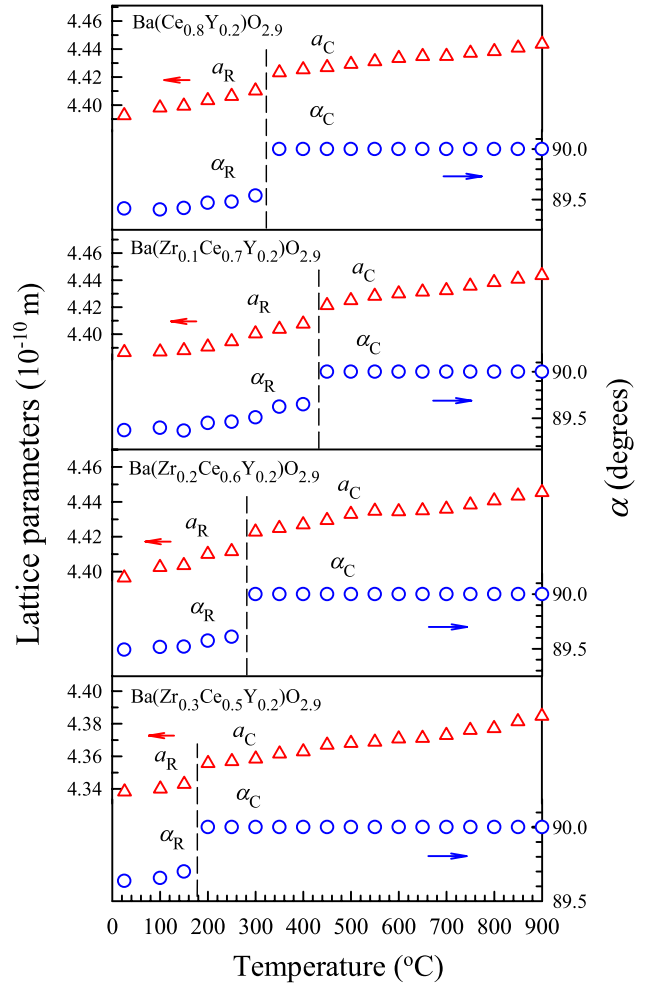 Ba(Ce0.8Y0.2)O2.9
4.46
4.44
4.42
4.40
aR
aC
αR
αC
90.0
89.5
Ba(Zr0.1Ce0.7Y0.2)O2.9
4.46
4.44
4.42
4.40
aR
aC
αR
αC
90.0
89.5
Ba(Zr0.2Ce0.6Y0.2)O2.9
4.46
4.44
4.42
4.40
aR
aC
αR
αC
90.0
89.5
Ba(Zr0.3Ce0.5Y0.2)O2.9
4.40
4.38
4.36
4.34
aR
aC
αR
αC
90.0
89.5
0 100 200 300 400 500 600 700 800 900
Temperature (oC)
Lattice parameters (10-10 m)
α (degrees)